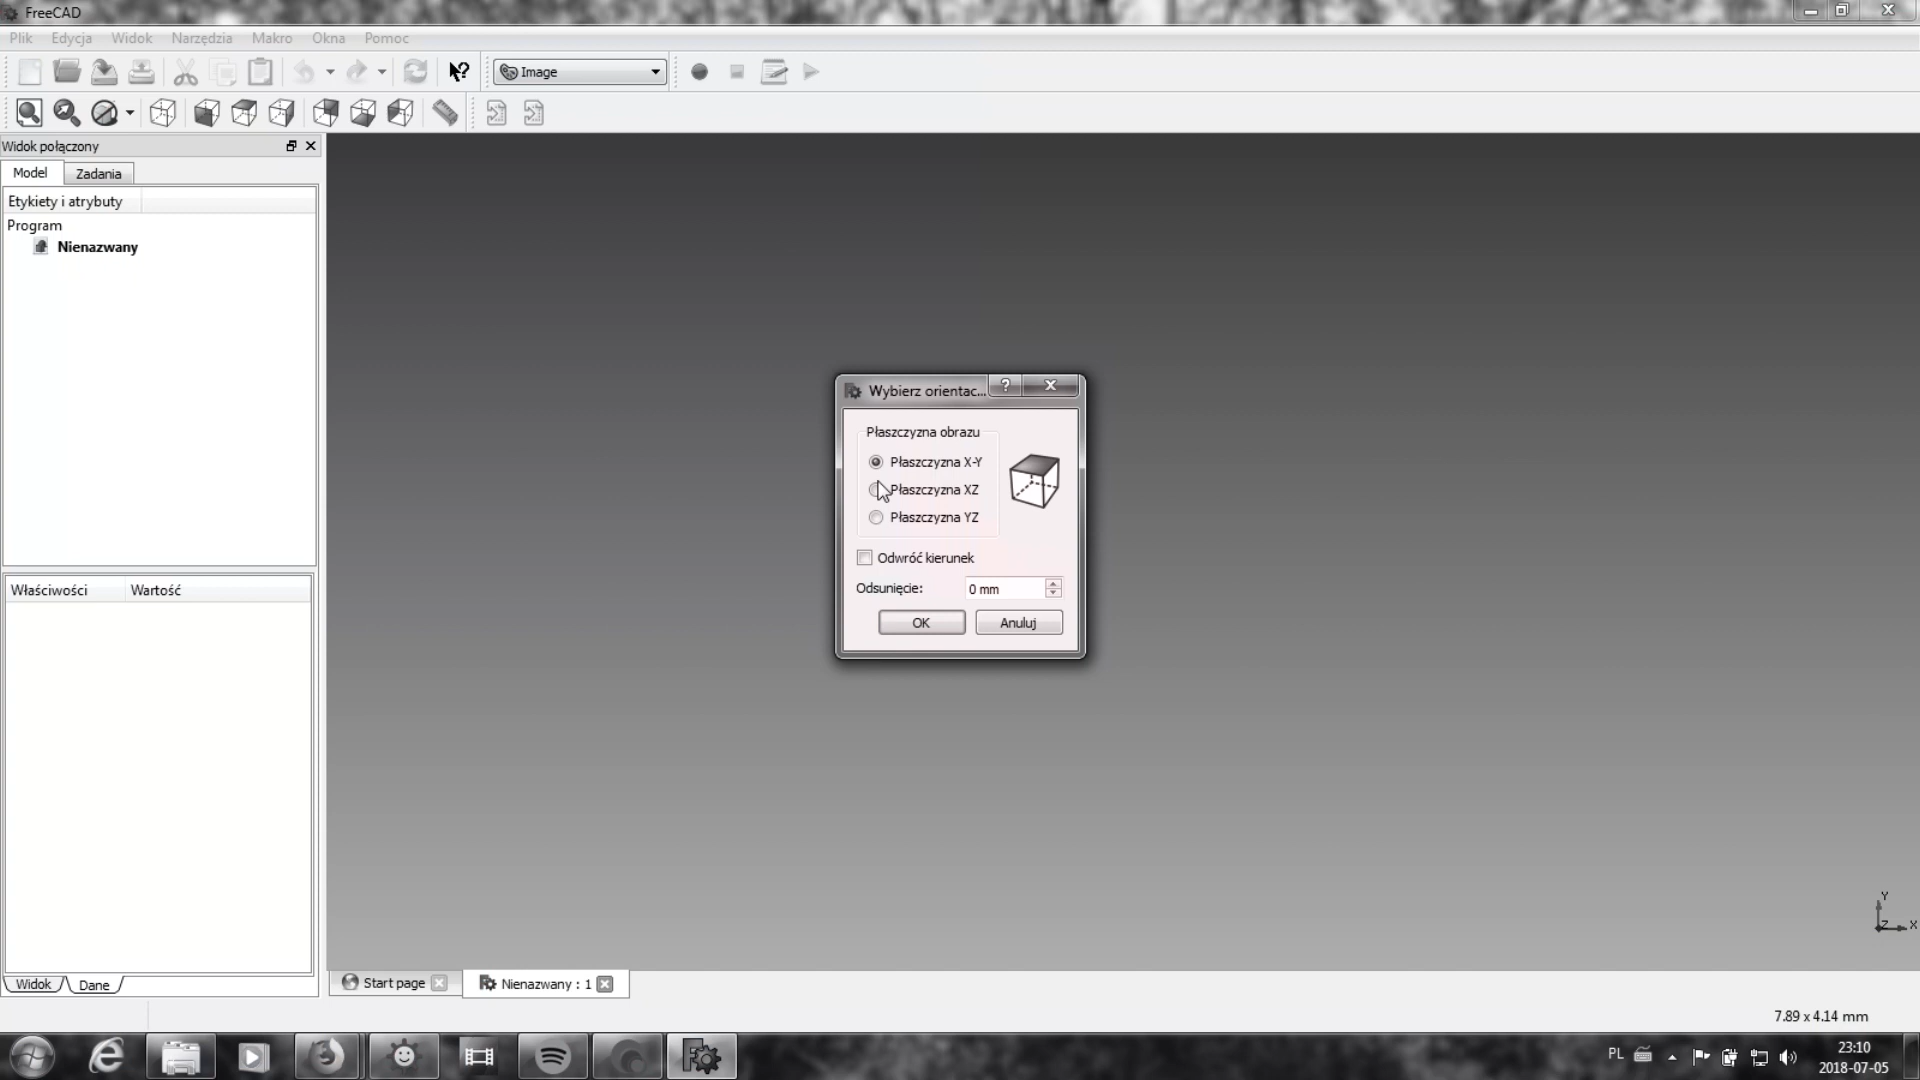 FreeCAD
Plik Edycja Widok Narzędzia Makro Okna Pomoc
Image
Widok połączony
Model Zadania
Etykiety i atrybuty
Program
Nienazwany
Wybierz orientac...
Płaszczyzna obrazu
Płaszczyzna X-Y
Płaszczyzna XZ
Płaszczyzna YZ
Odwróć kierunek
Odsunięcie: 0 mm
OK Anuluj
Właściwości Wartość
Y
Z X
Widok Dane
Start page Nienazwany : 1
7.89 x 4.14 mm
PL
23:10
2018-07-05